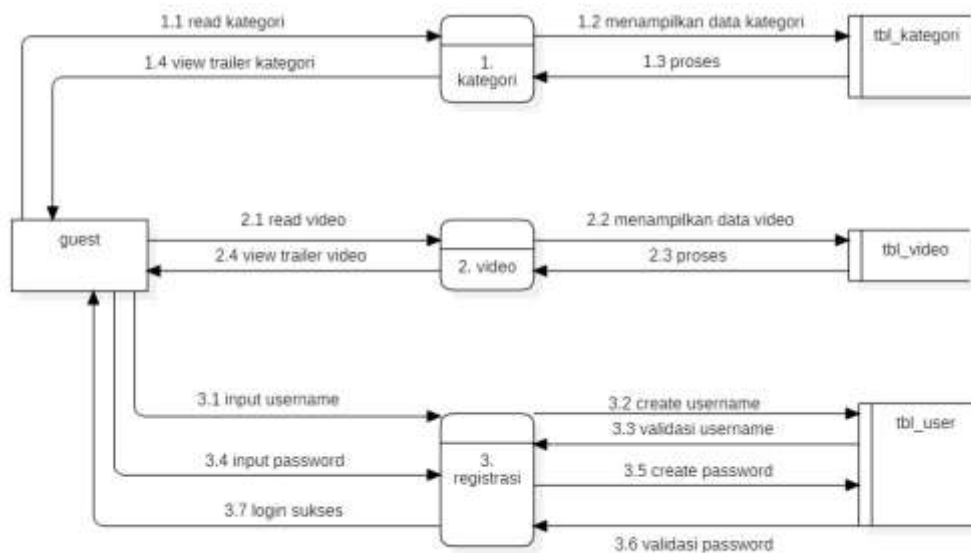 1.1 read kategori
1.2 menampilkan data kategori
tbl_kategori
1.4 view trailer kategori
1.
kategori
1.3 proses
guest
2.1 read video
2.2 menampilkan data video
tbl_video
2.4 view trailer video
2. video
2.3 proses
3.1 input username
3.2 create username
tbl_user
3.3 validasi username
3.4 input password
3.
registrasi
3.5 create password
3.7 login sukses
3.6 validasi password